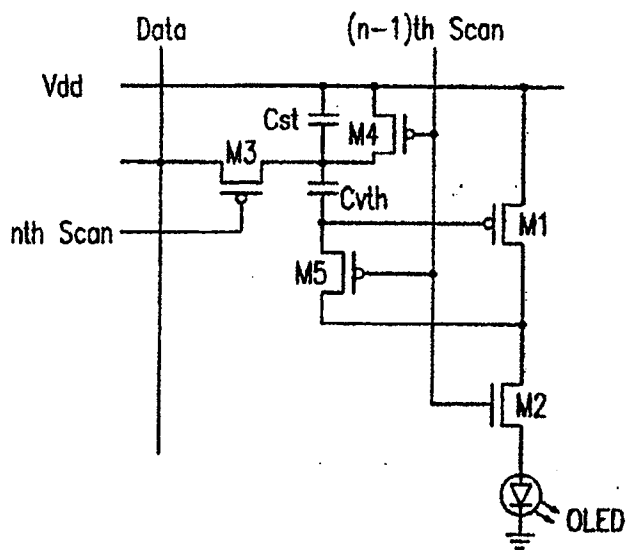 Data
(n-1)th Scan
Vdd
Cst
M4
M3
Cvth
nth Scan
M1
M5
M2
OLED